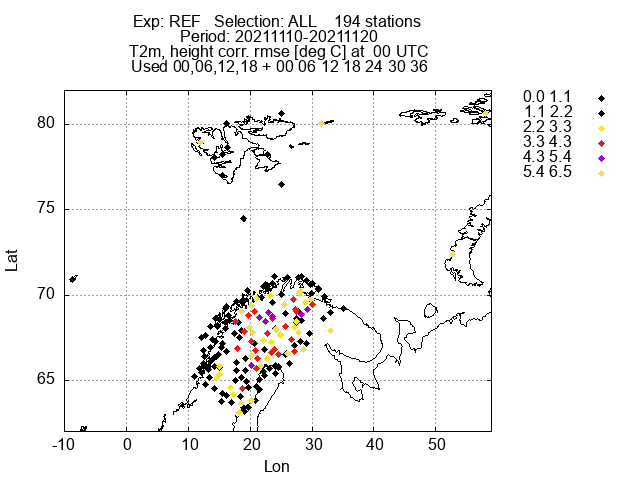 Exp: REF   Selection: ALL    194 stations
Period: 20211110-20211120
T2m, height corr. rmse [deg C] at  00 UTC
Used 00,06,12,18 + 00 06 12 18 24 30 36
0.0 1.1
1.1 2.2
2.2 3.3
3.3 4.3
4.3 5.4
5.4 6.5
80
75
70
65
Lat
-10 0 10 20 30 40 50
Lon